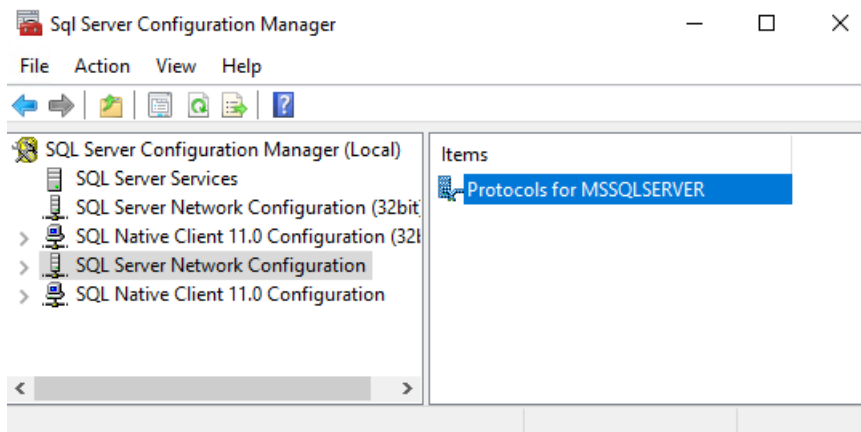 Sql Server Configuration Manager
File Action View Help
SQL Server Configuration Manager (Local)
SQL Server Services
SQL Server Network Configuration (32bit
SQL Native Client 11.0 Configuration (32b
SQL Server Network Configuration
SQL Native Client 11.0 Configuration
Items
Protocols for MSSQLSERVER